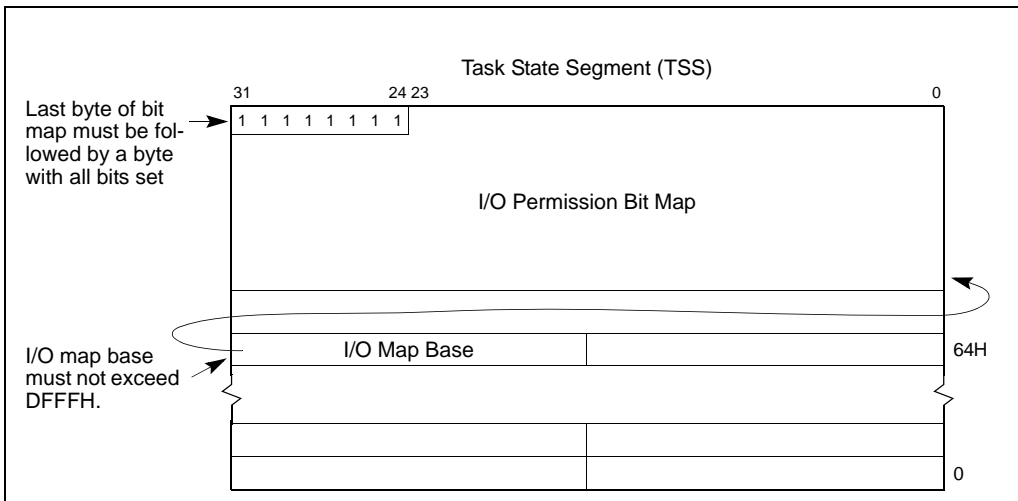 Task State Segment (TSS)
31 24 23 0
Last byte of bit
map must be fol-
lowed by a byte
with all bits set
1 1 1 1 1 1 1 1
I/O Permission Bit Map
I/O Map Base
64H
I/O map base
must not exceed
DFFFH.
0